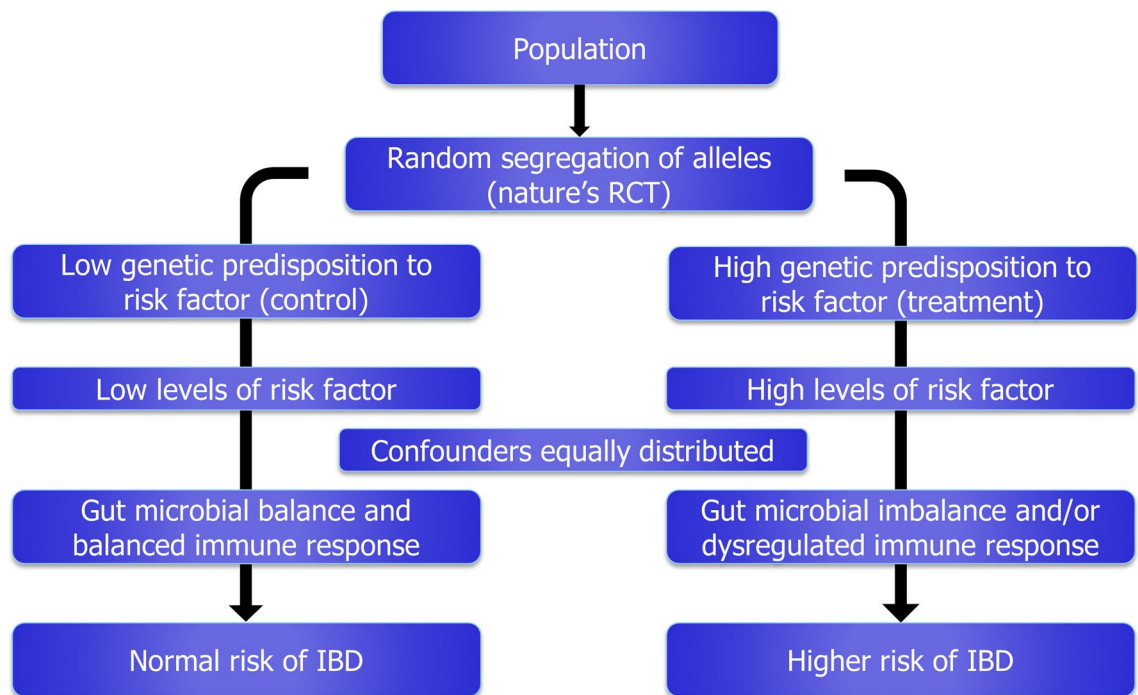 Population
Random segregation of alleles
(nature’s RCT)
Low genetic predisposition to
risk factor (control)
High genetic predisposition to
risk factor (treatment)
Low levels of risk factor
High levels of risk factor
Confounders equally distributed
Gut microbial balance and
balanced immune response
Gut microbial imbalance and/or
dysregulated immune response
Normal risk of IBD
Higher risk of IBD